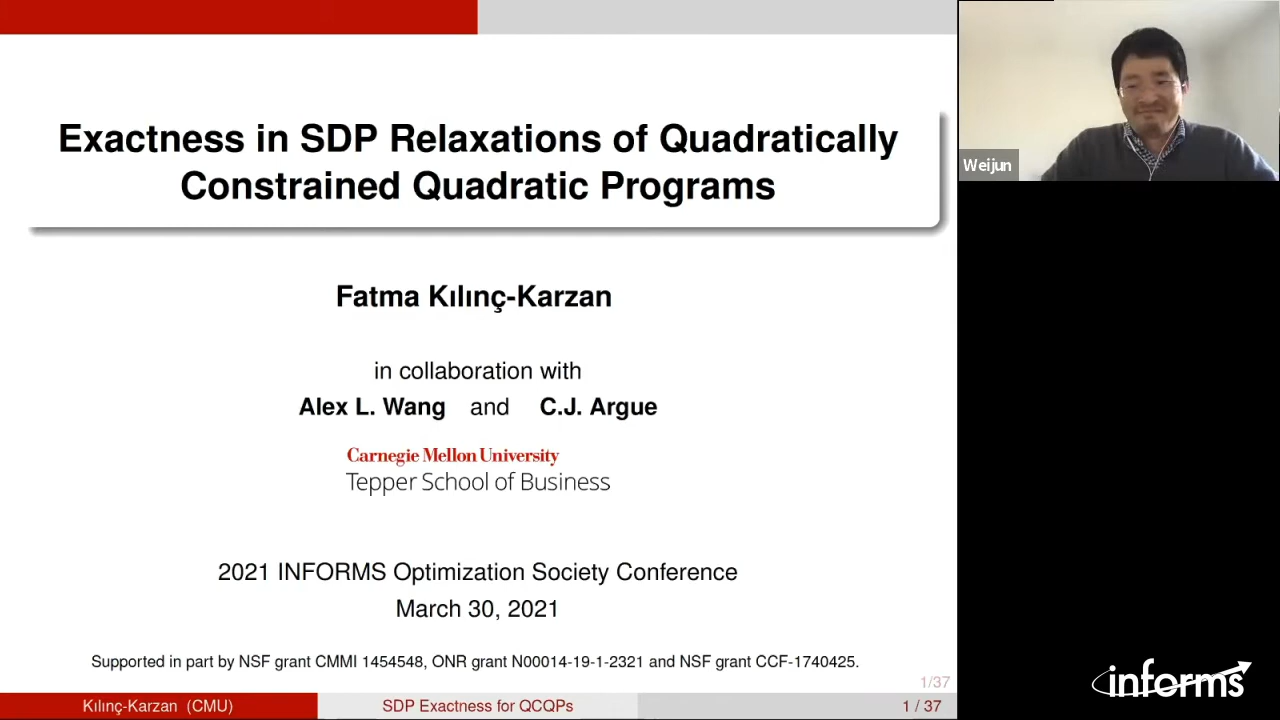 Exactness in SDP Relaxations of Quadratically
Constrained Quadratic Programs
Fatma Kılınç-Karzan
in collaboration with
Alex L. Wang and C.J. Argue
Carnegie Mellon University
Tepper School of Business
2021 INFORMS Optimization Society Conference
March 30, 2021
Supported in part by NSF grant CMMI 1454548, ONR grant N00014-19-1-2321 and NSF grant CCF-1740425.
1/37
Kılınç-Karzan (CMU) SDP Exactness for QCQPs 1 / 37
Weijun
informs